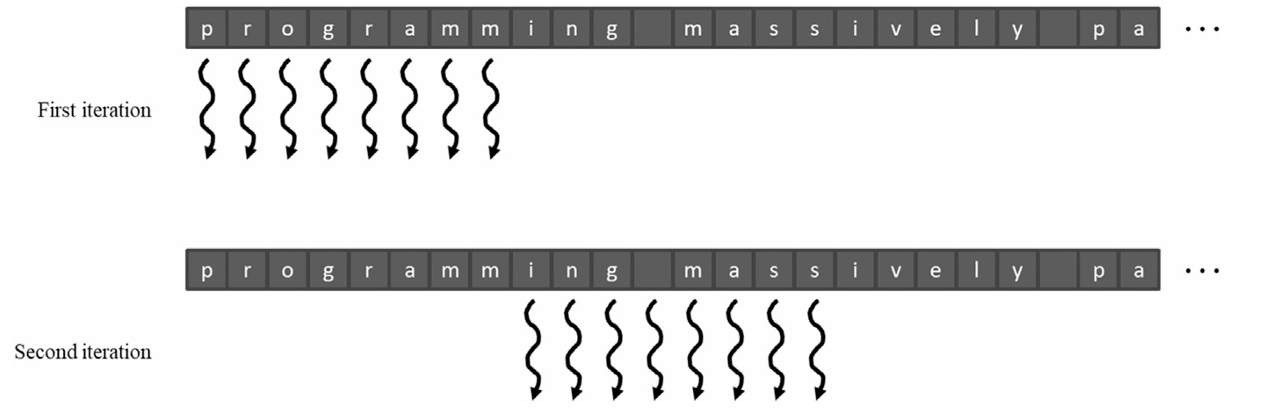 p r o g r a m m i n g m a s s i v e l y p a ...
First iteration
p r o g r a m m i n g m a s s i v e l y p a ...
Second iteration